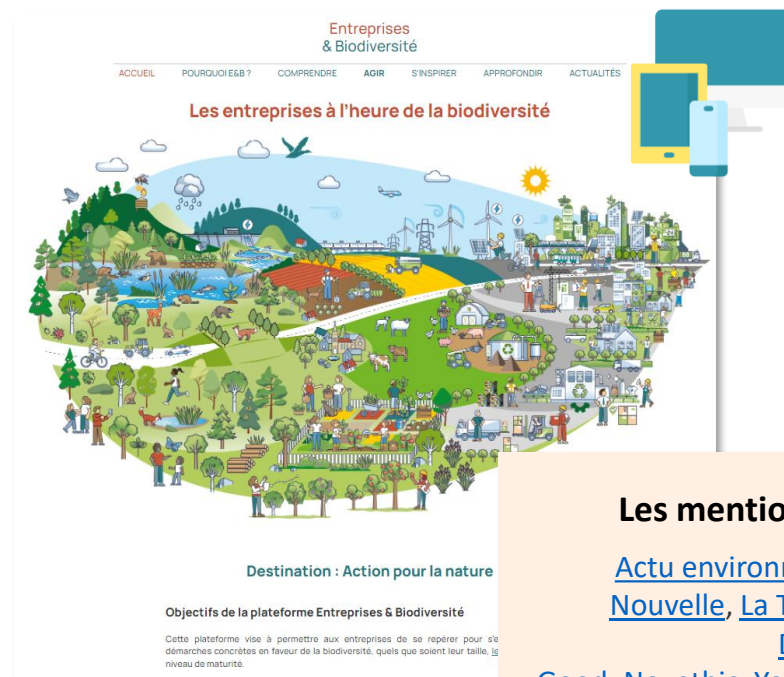 Entreprises
& Biodiversité
ACCUEIL POURQUOI E&B ? COMPRENDRE AGIR S'INSPIRER APPROFONDIR ACTUALITÉS
Les entreprises à l'heure de la biodiversité
Destination : Action pour la nature
Objectifs de la plateforme Entreprises & Biodiversité
Cette plateforme vise à permettre aux entreprises de se repérer pour s'e
démarches concrètes en faveur de la biodiversité, quels que soient leur taille, le
niveau de maturité.
Les mentio
Actu environn
Nouvelle, La T